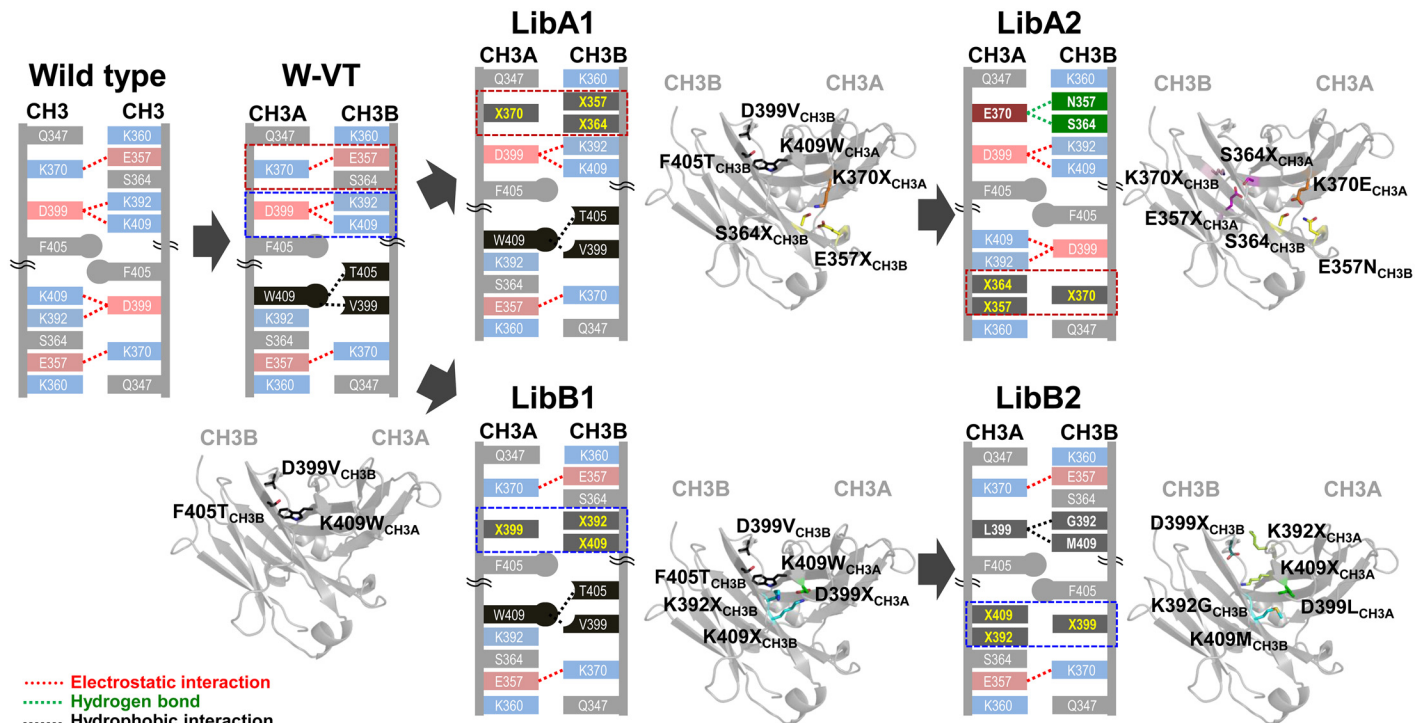 Wild type
CH3 CH3
Q347 K360
K370 E357
S364
D399 K392
K409
F405
F405
K409 D399
K392
S364
E357 K370
K360 Q347
W-VT
CH3A CH3B
Q347 K360
K370 E357
S364
D399 K392
K409
F405
T405
W409 V399
K392
S364
E357 K370
K360 Q347
CH3B CH3A
D399V CH3B
F405T CH3B
K409W CH3A
LibA1
CH3A CH3B
Q347 K360
X370 X357
X364
D399 K392
K409
F405
T405
W409 V399
K392
S364
E357 K370
K360 Q347
CH3B CH3A
D399V CH3B
K409W CH3A
F405T CH3B
K370X CH3A
S364X CH3B
E357X CH3B
LibA2
CH3A CH3B
Q347 K360
E370 N357
S364
D399 K392
K409
F405
F405
K409 D399
K392
X364
X357 X370
K360 Q347
CH3B CH3A
S364X CH3A
K370X CH3B
K370E CH3A
E357X CH3A
S364 CH3B
E357N CH3B
LibB1
CH3A CH3B
Q347 K360
K370 E357
S364
X399 X392
X409
F405
T405
W409 V399
K392
S364
E357 K370
K360 Q347
CH3B CH3A
D399V CH3B
K409W CH3A
F405T CH3B
D399X CH3A
K392X CH3B
K409X CH3B
LibB2
CH3A CH3B
Q347 K360
K370 E357
S364
L399 G392
M409
F405
F405
X409 X399
X392
S364
E357 K370
K360 Q347
CH3B CH3A
D399X CH3B
K392X CH3A
K409X CH3A
K392G CH3B
D399L CH3A
K409M CH3B
Electrostatic interaction
Hydrogen bond
Hydrophobic interaction